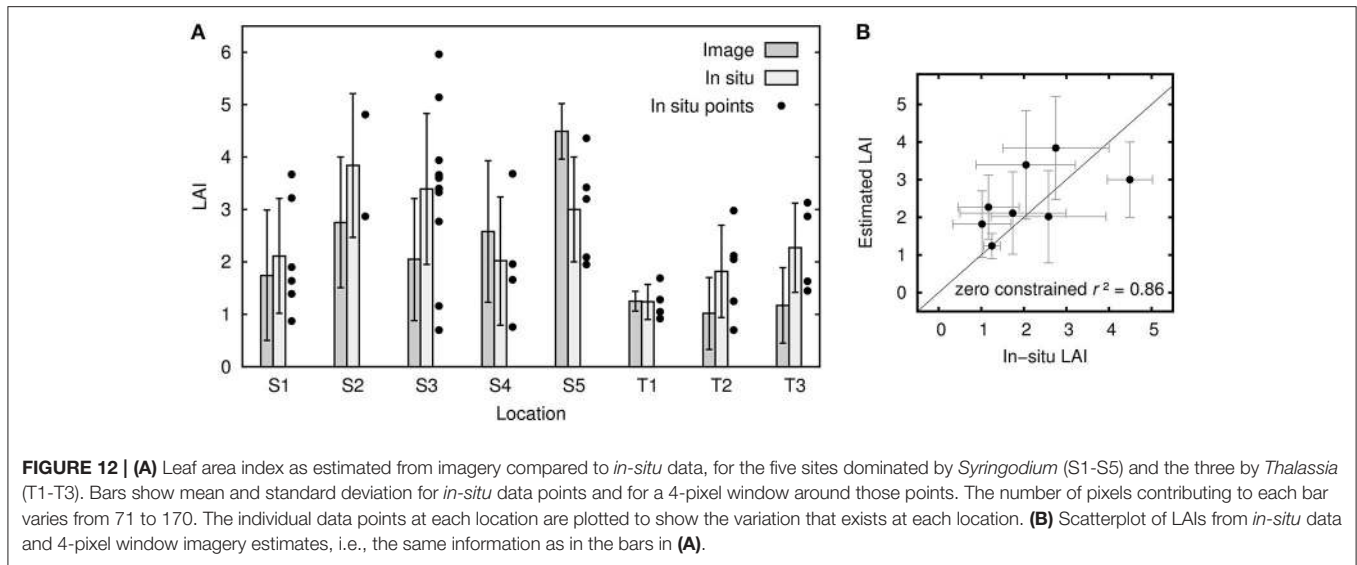 A
Image
In situ
In situ points
6
5
4
3
2
1
0
LAI
S1 S2 S3 S4 S5 T1 T2 T3
Location
B
5
4
3
2
1
0
Estimated LAI
zero constrained r² = 0.86
0 1 2 3 4 5
In−situ LAI
FIGURE 12 | (A) Leaf area index as estimated from imagery compared to in-situ data, for the five sites dominated by Syringodium (S1-S5) and the three by Thalassia
(T1-T3). Bars show mean and standard deviation for in-situ data points and for a 4-pixel window around those points. The number of pixels contributing to each bar
varies from 71 to 170. The individual data points at each location are plotted to show the variation that exists at each location. (B) Scatterplot of LAIs from in-situ data
and 4-pixel window imagery estimates, i.e., the same information as in the bars in (A).